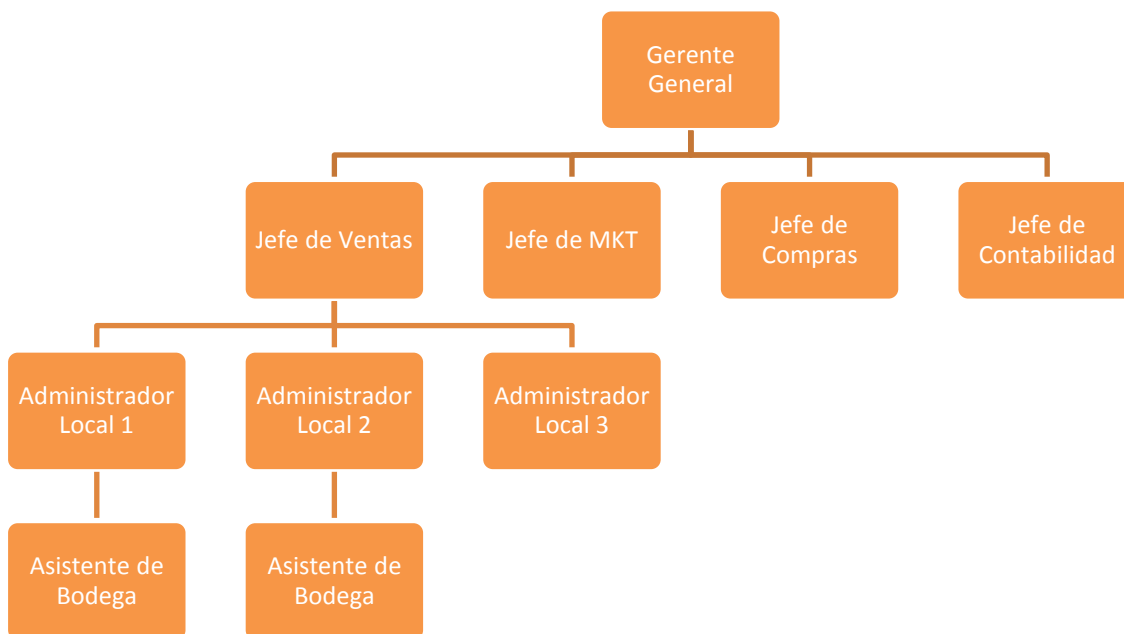 Gerente
General
Jefe de Ventas
Jefe de MKT
Jefe de
Compras
Jefe de
Contabilidad
Administrador
Local 1
Administrador
Local 2
Administrador
Local 3
Asistente de
Bodega
Asistente de
Bodega